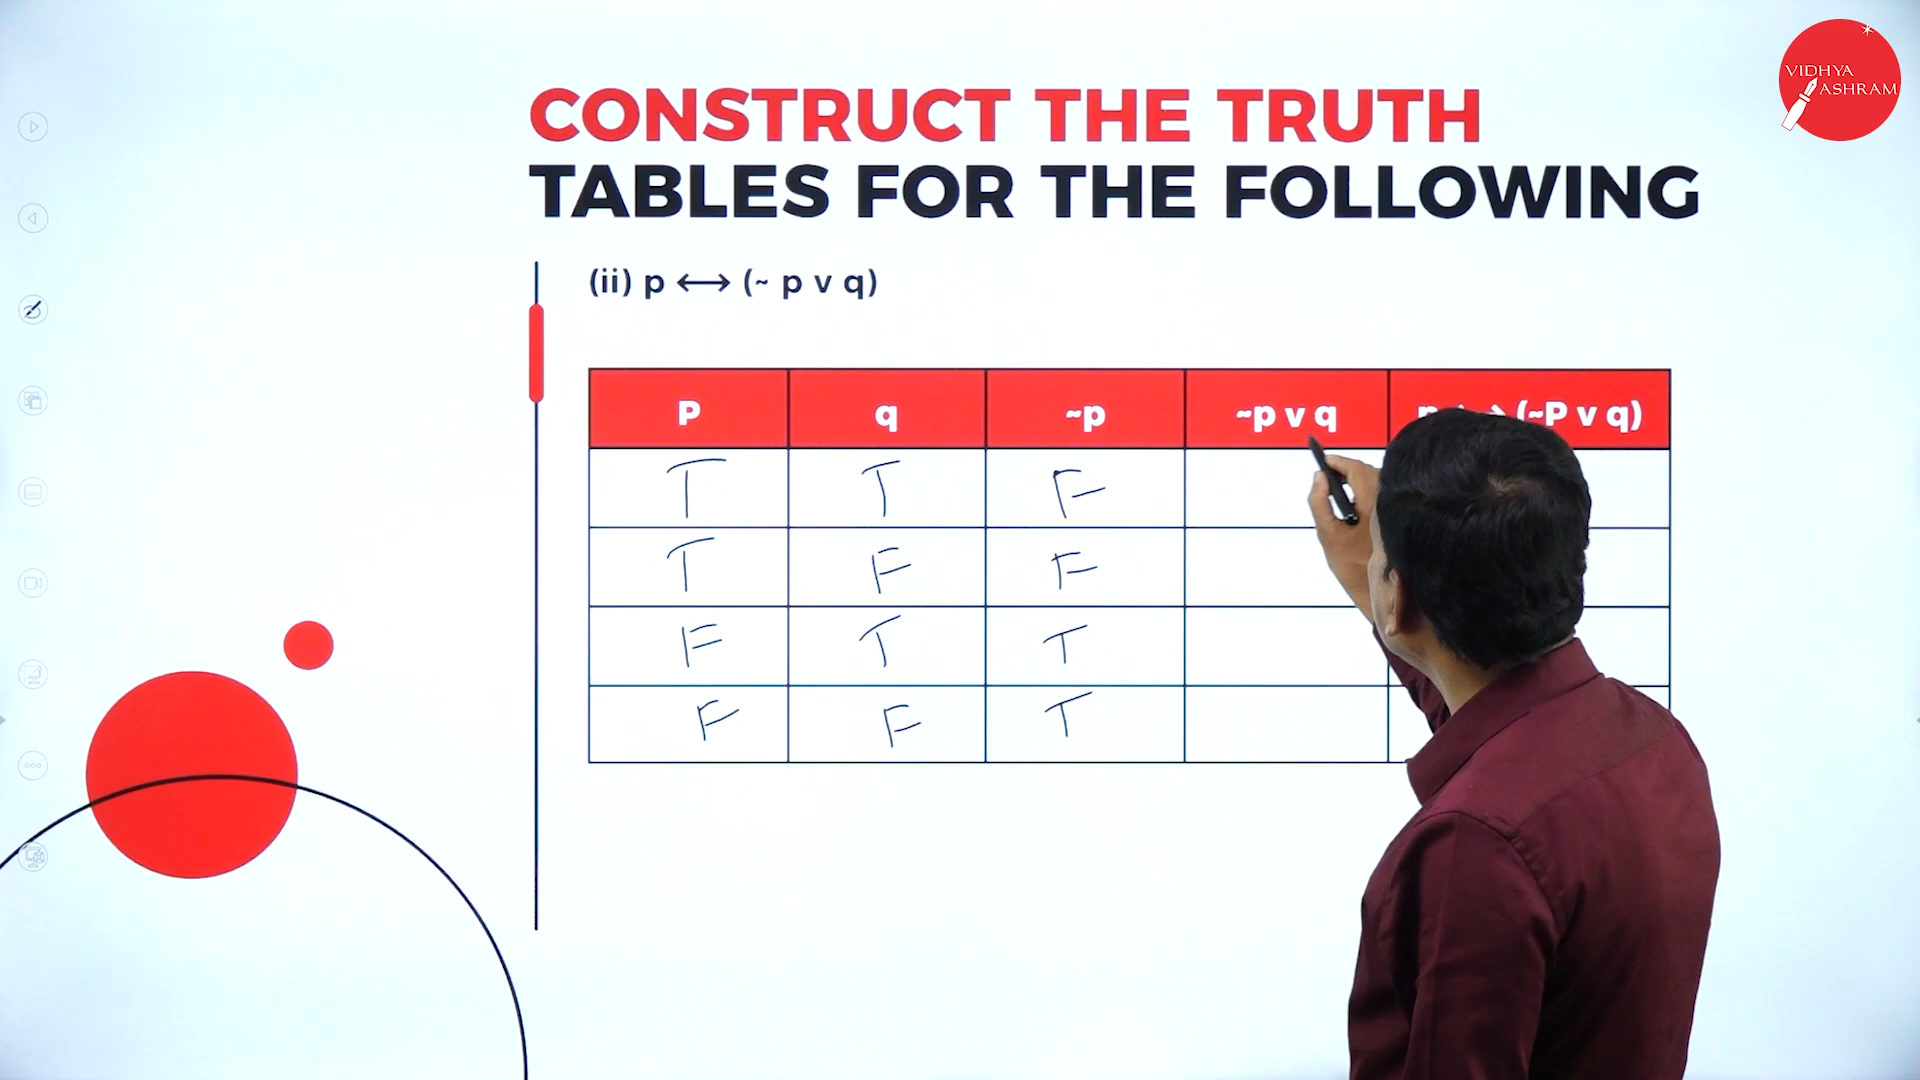 VIDHYA
ASHRAM
CONSTRUCT THE TRUTH
TABLES FOR THE FOLLOWING
(ii) p ⟷ (~ p v q)
P q ~p ~p v q (~P v q)
T T F
T F F
F T T
F F T